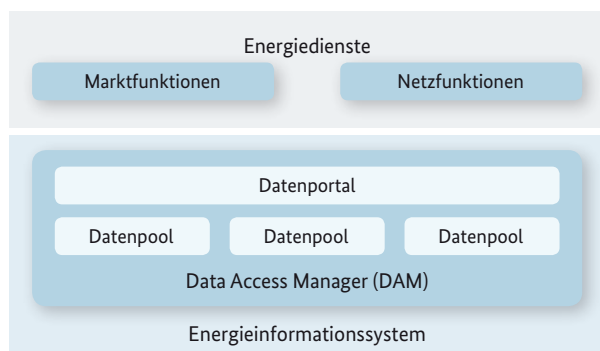 Energiedienste
Marktfunktionen Netzfunktionen
Datenportal
Datenpool Datenpool Datenpool
Data Access Manager (DAM)
Energieinformationssystem